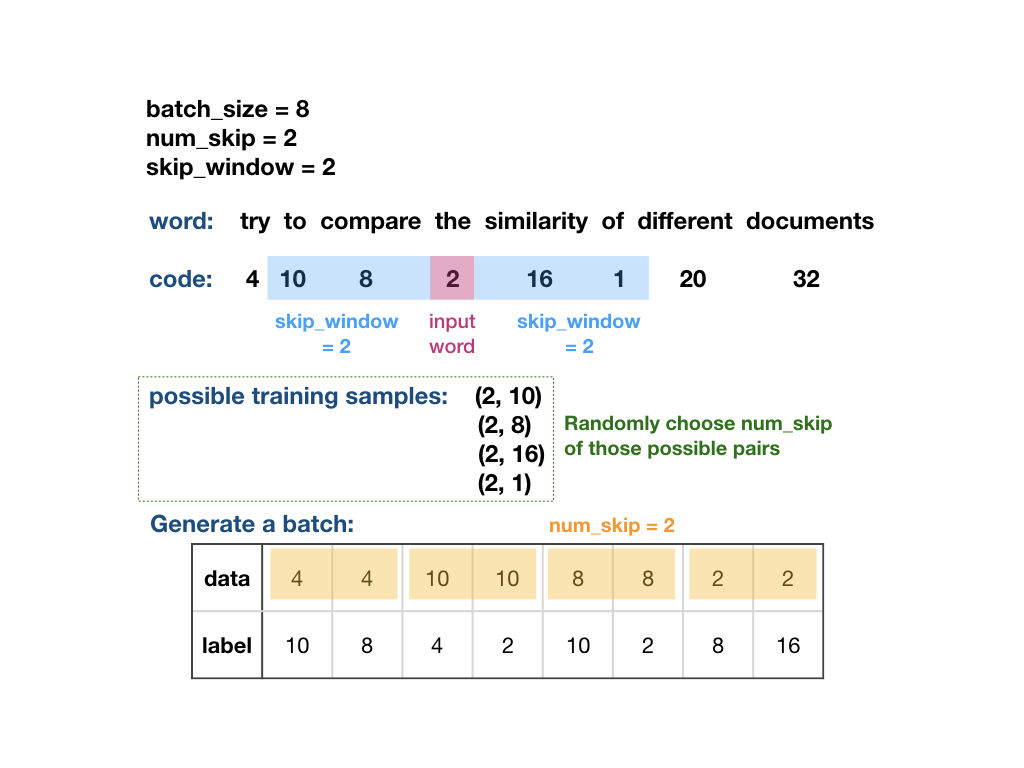 batch_size = 8
num_skip = 2
skip_window = 2
word: try to compare the similarity of different documents
code: 4 10 8 2 16 1 20 32
skip_window = 2
input word
skip_window = 2
possible training samples: (2, 10)
(2, 8)
(2, 16)
(2, 1)
Randomly choose num_skip
of those possible pairs
Generate a batch:
num_skip = 2
data 4 4 10 10 8 8 2 2
label 10 8 4 2 10 2 8 16